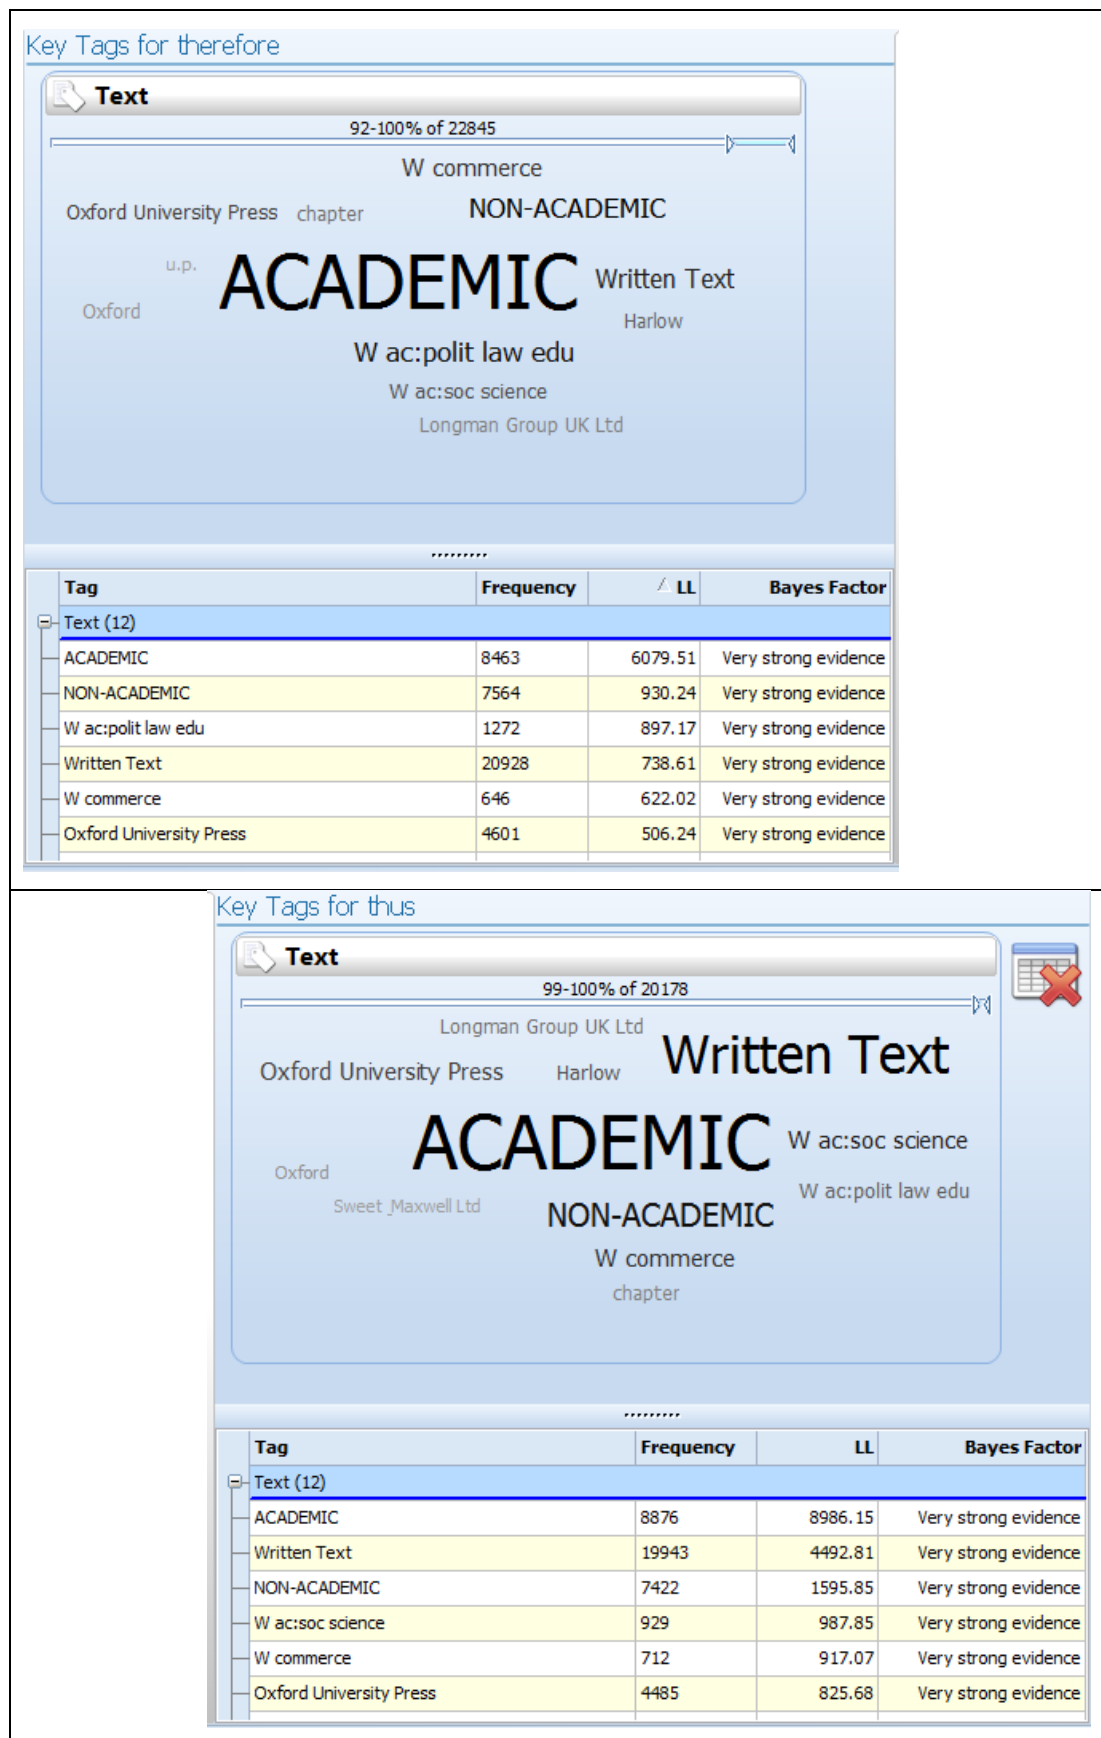 Key Tags for therefore
Text
92-100% of 22845
W commerce
Oxford University Press chapter NON-ACADEMIC
u.p. ACADEMIC Written Text
Oxford Harlow
W ac:polit law edu
W ac:soc science
Longman Group UK Ltd
Tag Frequency LL Bayes Factor
Text (12)
ACADEMIC 8463 6079.51 Very strong evidence
NON-ACADEMIC 7564 930.24 Very strong evidence
W ac:polit law edu 1272 897.17 Very strong evidence
Written Text 20928 738.61 Very strong evidence
W commerce 646 622.02 Very strong evidence
Oxford University Press 4601 506.24 Very strong evidence
Key Tags for thus
Text
99-100% of 20178
Longman Group UK Ltd Written Text
Oxford University Press Harlow
ACADEMIC W ac:soc science
Oxford W ac:polit law edu
Sweet_Maxwell Ltd NON-ACADEMIC
W commerce
chapter
Tag Frequency LL Bayes Factor
Text (12)
ACADEMIC 8876 8986.15 Very strong evidence
Written Text 19943 4492.81 Very strong evidence
NON-ACADEMIC 7422 1595.85 Very strong evidence
W ac:soc science 929 987.85 Very strong evidence
W commerce 712 917.07 Very strong evidence
Oxford University Press 4485 825.68 Very strong evidence